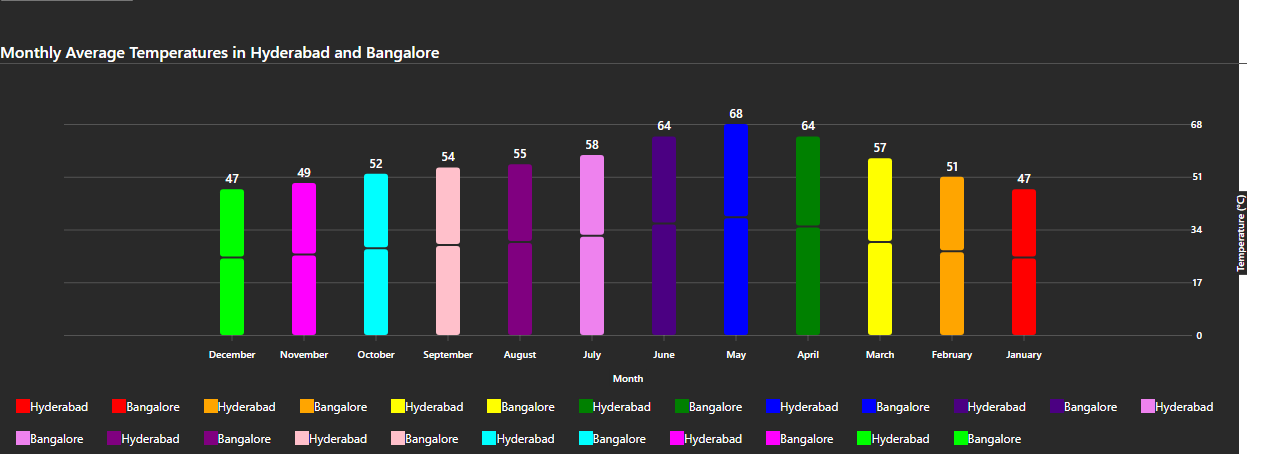 Monthly Average Temperatures in Hyderabad and Bangalore
68
64 64
58
57
55
54
52
51
49
47 47
68
51
34
17
0
Temperature (°C)
December November October September August July June May April March February January
Month
Hyderabad Bangalore Hyderabad Bangalore Hyderabad Bangalore Hyderabad Bangalore Hyderabad Bangalore Hyderabad Bangalore Hyderabad
Bangalore Hyderabad Bangalore Hyderabad Bangalore Hyderabad Bangalore Hyderabad Bangalore Hyderabad Bangalore